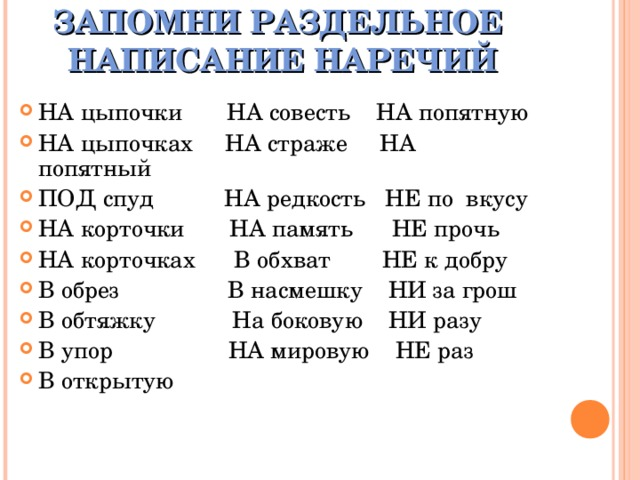 ЗАПОМНИ РАЗДЕЛЬНОЕ
НАПИСАНИЕ НАРЕЧИЙ
НА цыпочки НА совесть НА попятную
НА цыпочках НА страже НА
попятный
ПОД спуд НА редкость НЕ по вкусу
НА корточки НА память НЕ прочь
НА корточках В обхват НЕ к добру
В обрез В насмешку НИ за грош
В обтяжку На боковую НИ разу
В упор НА мировую НЕ раз
В открытую